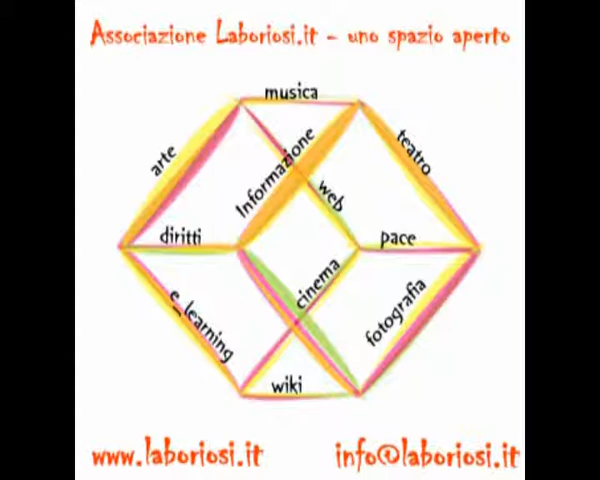 Associazione Laboriosi.it - uno spazio aperto
musica
arte
Informazione
teatro
web
diritti
pace
e_learning
cinema
fotografia
wiki
www.laboriosi.it
info@laboriosi.it